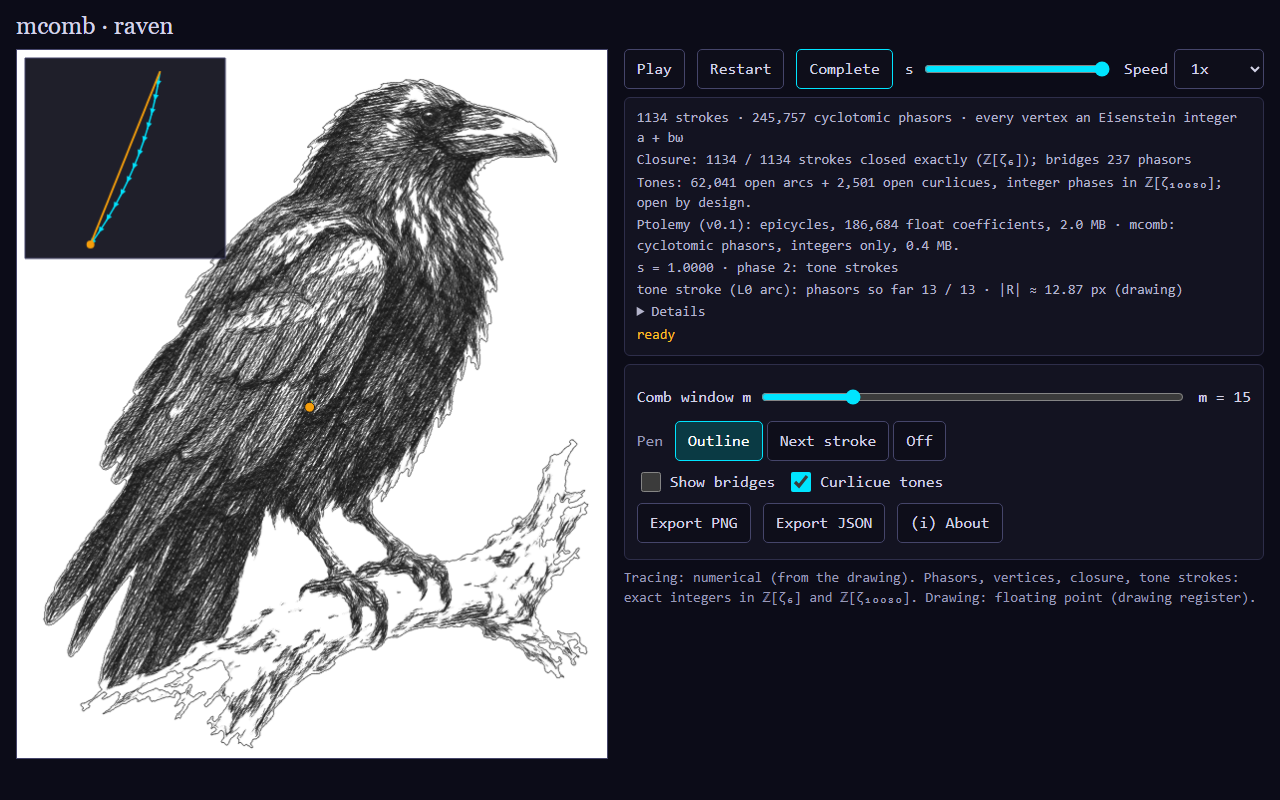 mcomb · raven
Play Restart Complete s Speed 1x
1134 strokes · 245,757 cyclotomic phasors · every vertex an Eisenstein integer
a + bω
Closure: 1134 / 1134 strokes closed exactly (ℤ[ζ₆]); bridges 237 phasors
Tones: 62,041 open arcs + 2,501 open curlicues, integer phases in ℤ[ζ₁₀₀₈₀];
open by design.
Ptolemy (v0.1): epicycles, 186,684 float coefficients, 2.0 MB · mcomb:
cyclotomic phasors, integers only, 0.4 MB.
s = 1.0000 · phase 2: tone strokes
tone stroke (L0 arc): phasors so far 13 / 13 · |R| ≈ 12.87 px (drawing)
▶ Details
ready
Comb window m m = 15
Pen Outline Next stroke Off
Show bridges Curlicue tones
Export PNG Export JSON (i) About
Tracing: numerical (from the drawing). Phasors, vertices, closure, tone strokes:
exact integers in ℤ[ζ₆] and ℤ[ζ₁₀₀₈₀]. Drawing: floating point (drawing register).